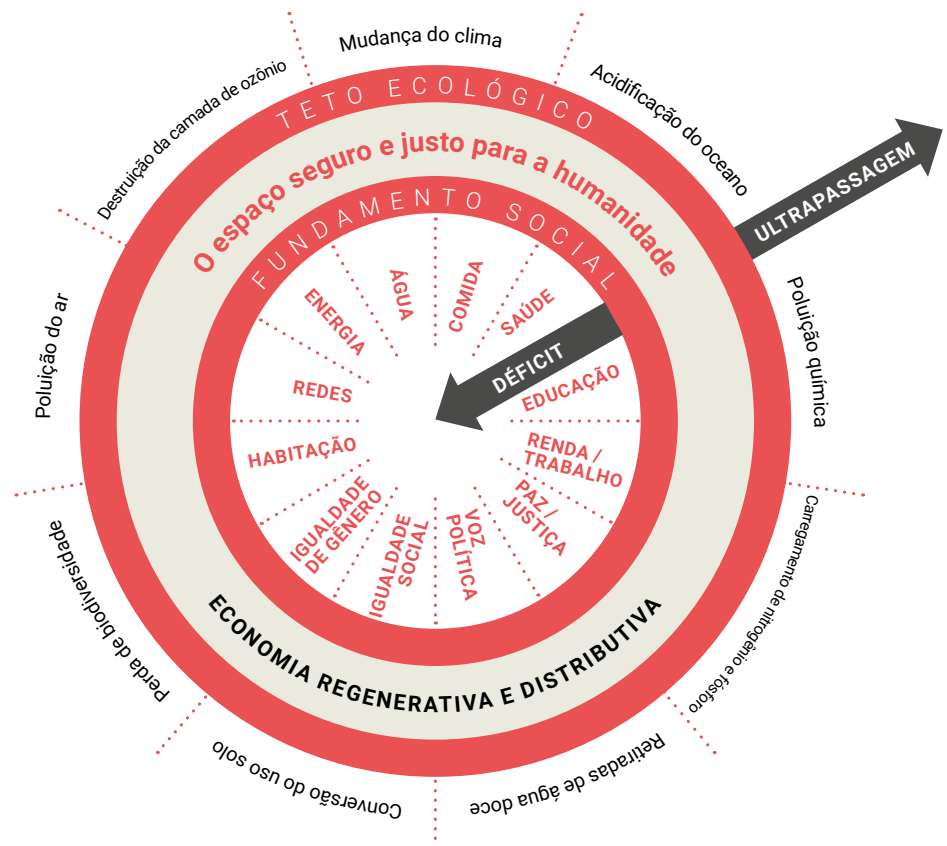 Mudança do clima
Acidificação do oceano
Poluição química
Carregamento de nitrogênio e fósforo
Retiradas de água doce
Conversão do uso solo
Perda de biodiversidade
Poluição do ar
Destruição da camada de ozônio
TETO ECOLÓGICO
O espaço seguro e justo para a humanidade
FUNDAMENTO SOCIAL
ULTRAPASSAGEM
DÉFICIT
ÁGUA
COMIDA
SAÚDE
EDUCAÇÃO
RENDA /
TRABALHO
PAZ /
JUSTIÇA
VOZ
POLÍTICA
IGUALDADE
SOCIAL
IGUALDADE
DE GÊNERO
HABITAÇÃO
REDES
ENERGIA
ECONOMIA REGENERATIVA E DISTRIBUTIVA